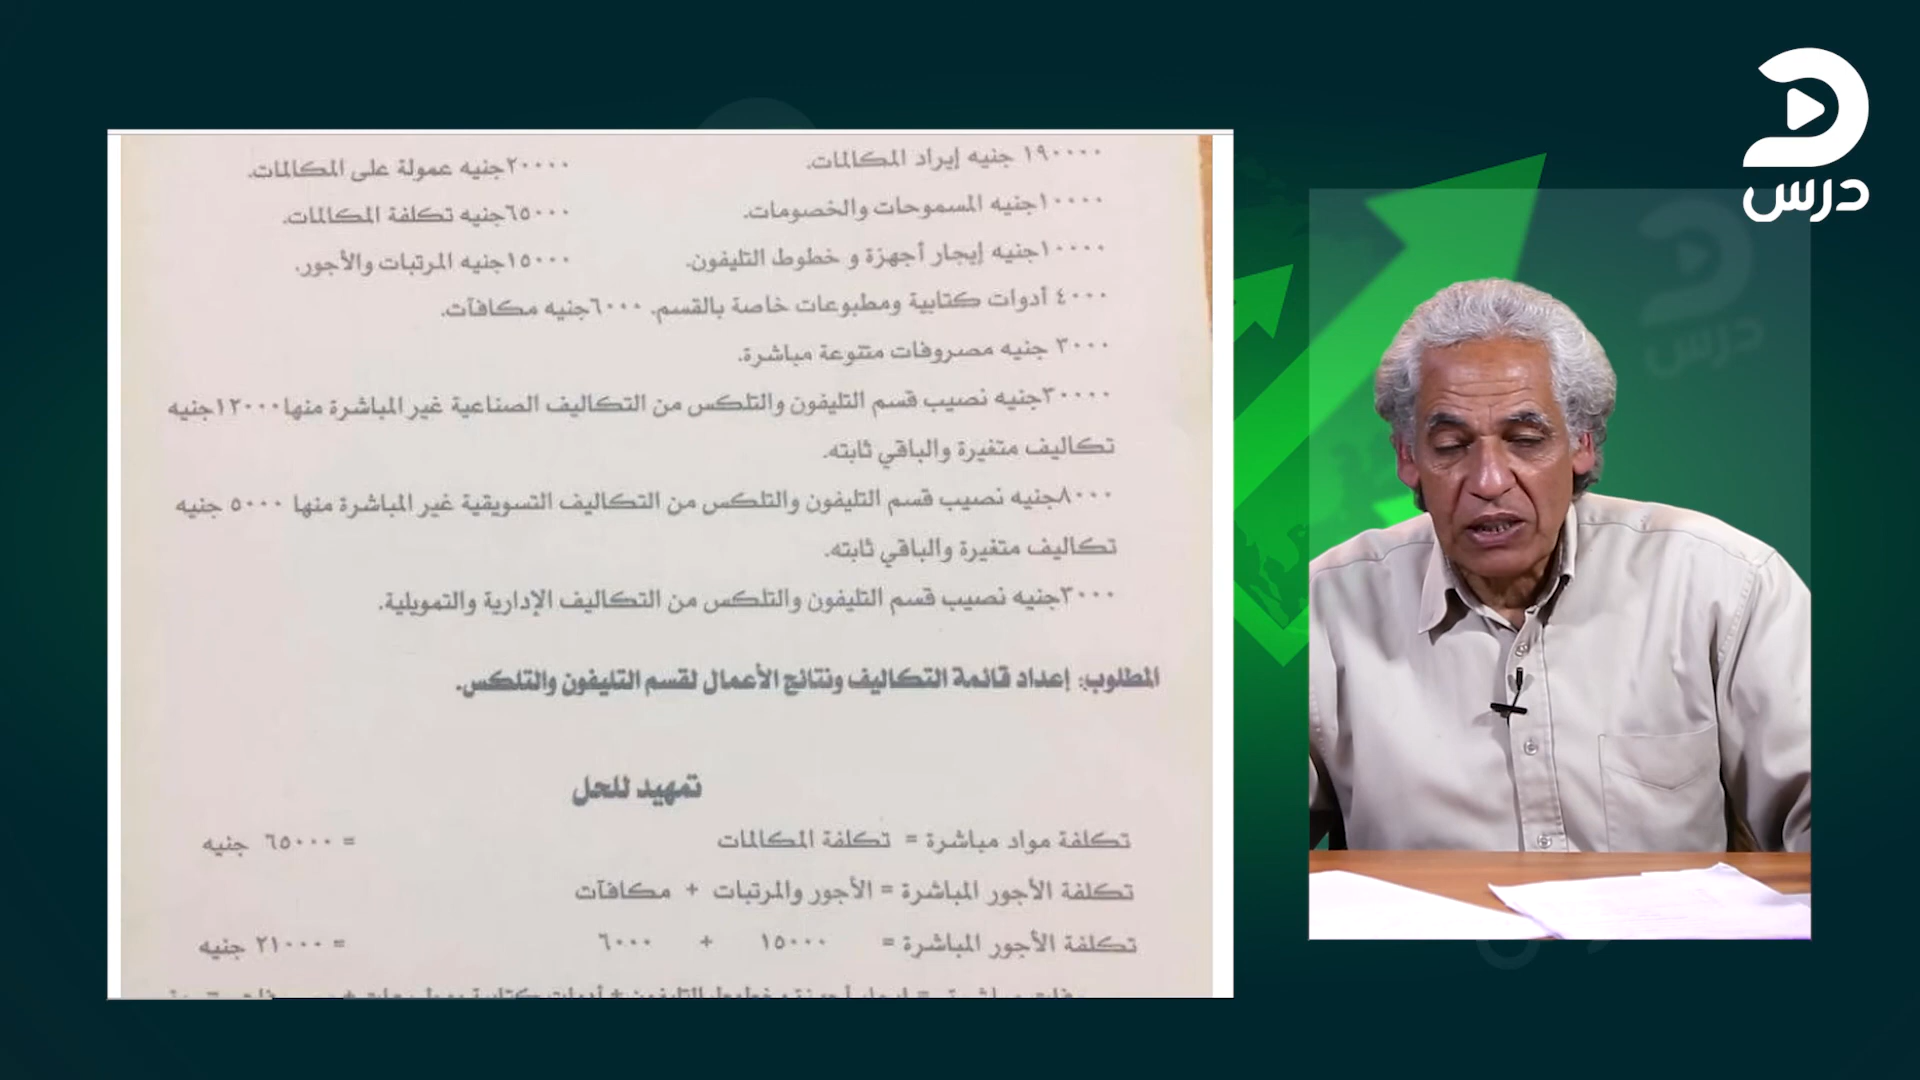 درس
١٩٠٠٠٠ جنيه إيراد المكالمات. ٢٠٠٠٠جنيه عمولة على المكالمات.
١٠٠٠٠جنيه المسموحات والخصومات. ٦٥٠٠٠جنيه تكلفة المكالمات.
١٠٠٠٠جنيه إيجار أجهزة و خطوط التليفون. ١٥٠٠٠جنيه المرتبات والأجور.
٤٠٠٠ أدوات كتابية ومطبوعات خاصة بالقسم. ٦٠٠٠جنيه مكافآت.
٣٠٠٠ جنيه مصروفات متنوعة مباشرة.
٣٠٠٠٠جنيه نصيب قسم التليفون والتلكس من التكاليف الصناعية غير المباشرة منها ١٢٠٠٠جنيه
تكاليف متغيرة والباقي ثابته.
٨٠٠٠جنيه نصيب قسم التليفون والتلكس من التكاليف التسويقية غير المباشرة منها ٥٠٠٠ جنيه
تكاليف متغيرة والباقي ثابته.
٣٠٠٠جنيه نصيب قسم التليفون والتلكس من التكاليف الإدارية والتمويلية.
المطلوب: إعداد قائمة التكاليف ونتائج الأعمال لقسم التليفون والتلكس.
تمهيد للحل
تكلفة مواد مباشرة = تكلفة المكالمات = ٦٥٠٠٠ جنيه
تكلفة الأجور المباشرة = الأجور والمرتبات + مكافآت
تكلفة الأجور المباشرة = ١٥٠٠٠ + ٦٠٠٠ = ٢١٠٠٠ جنيه